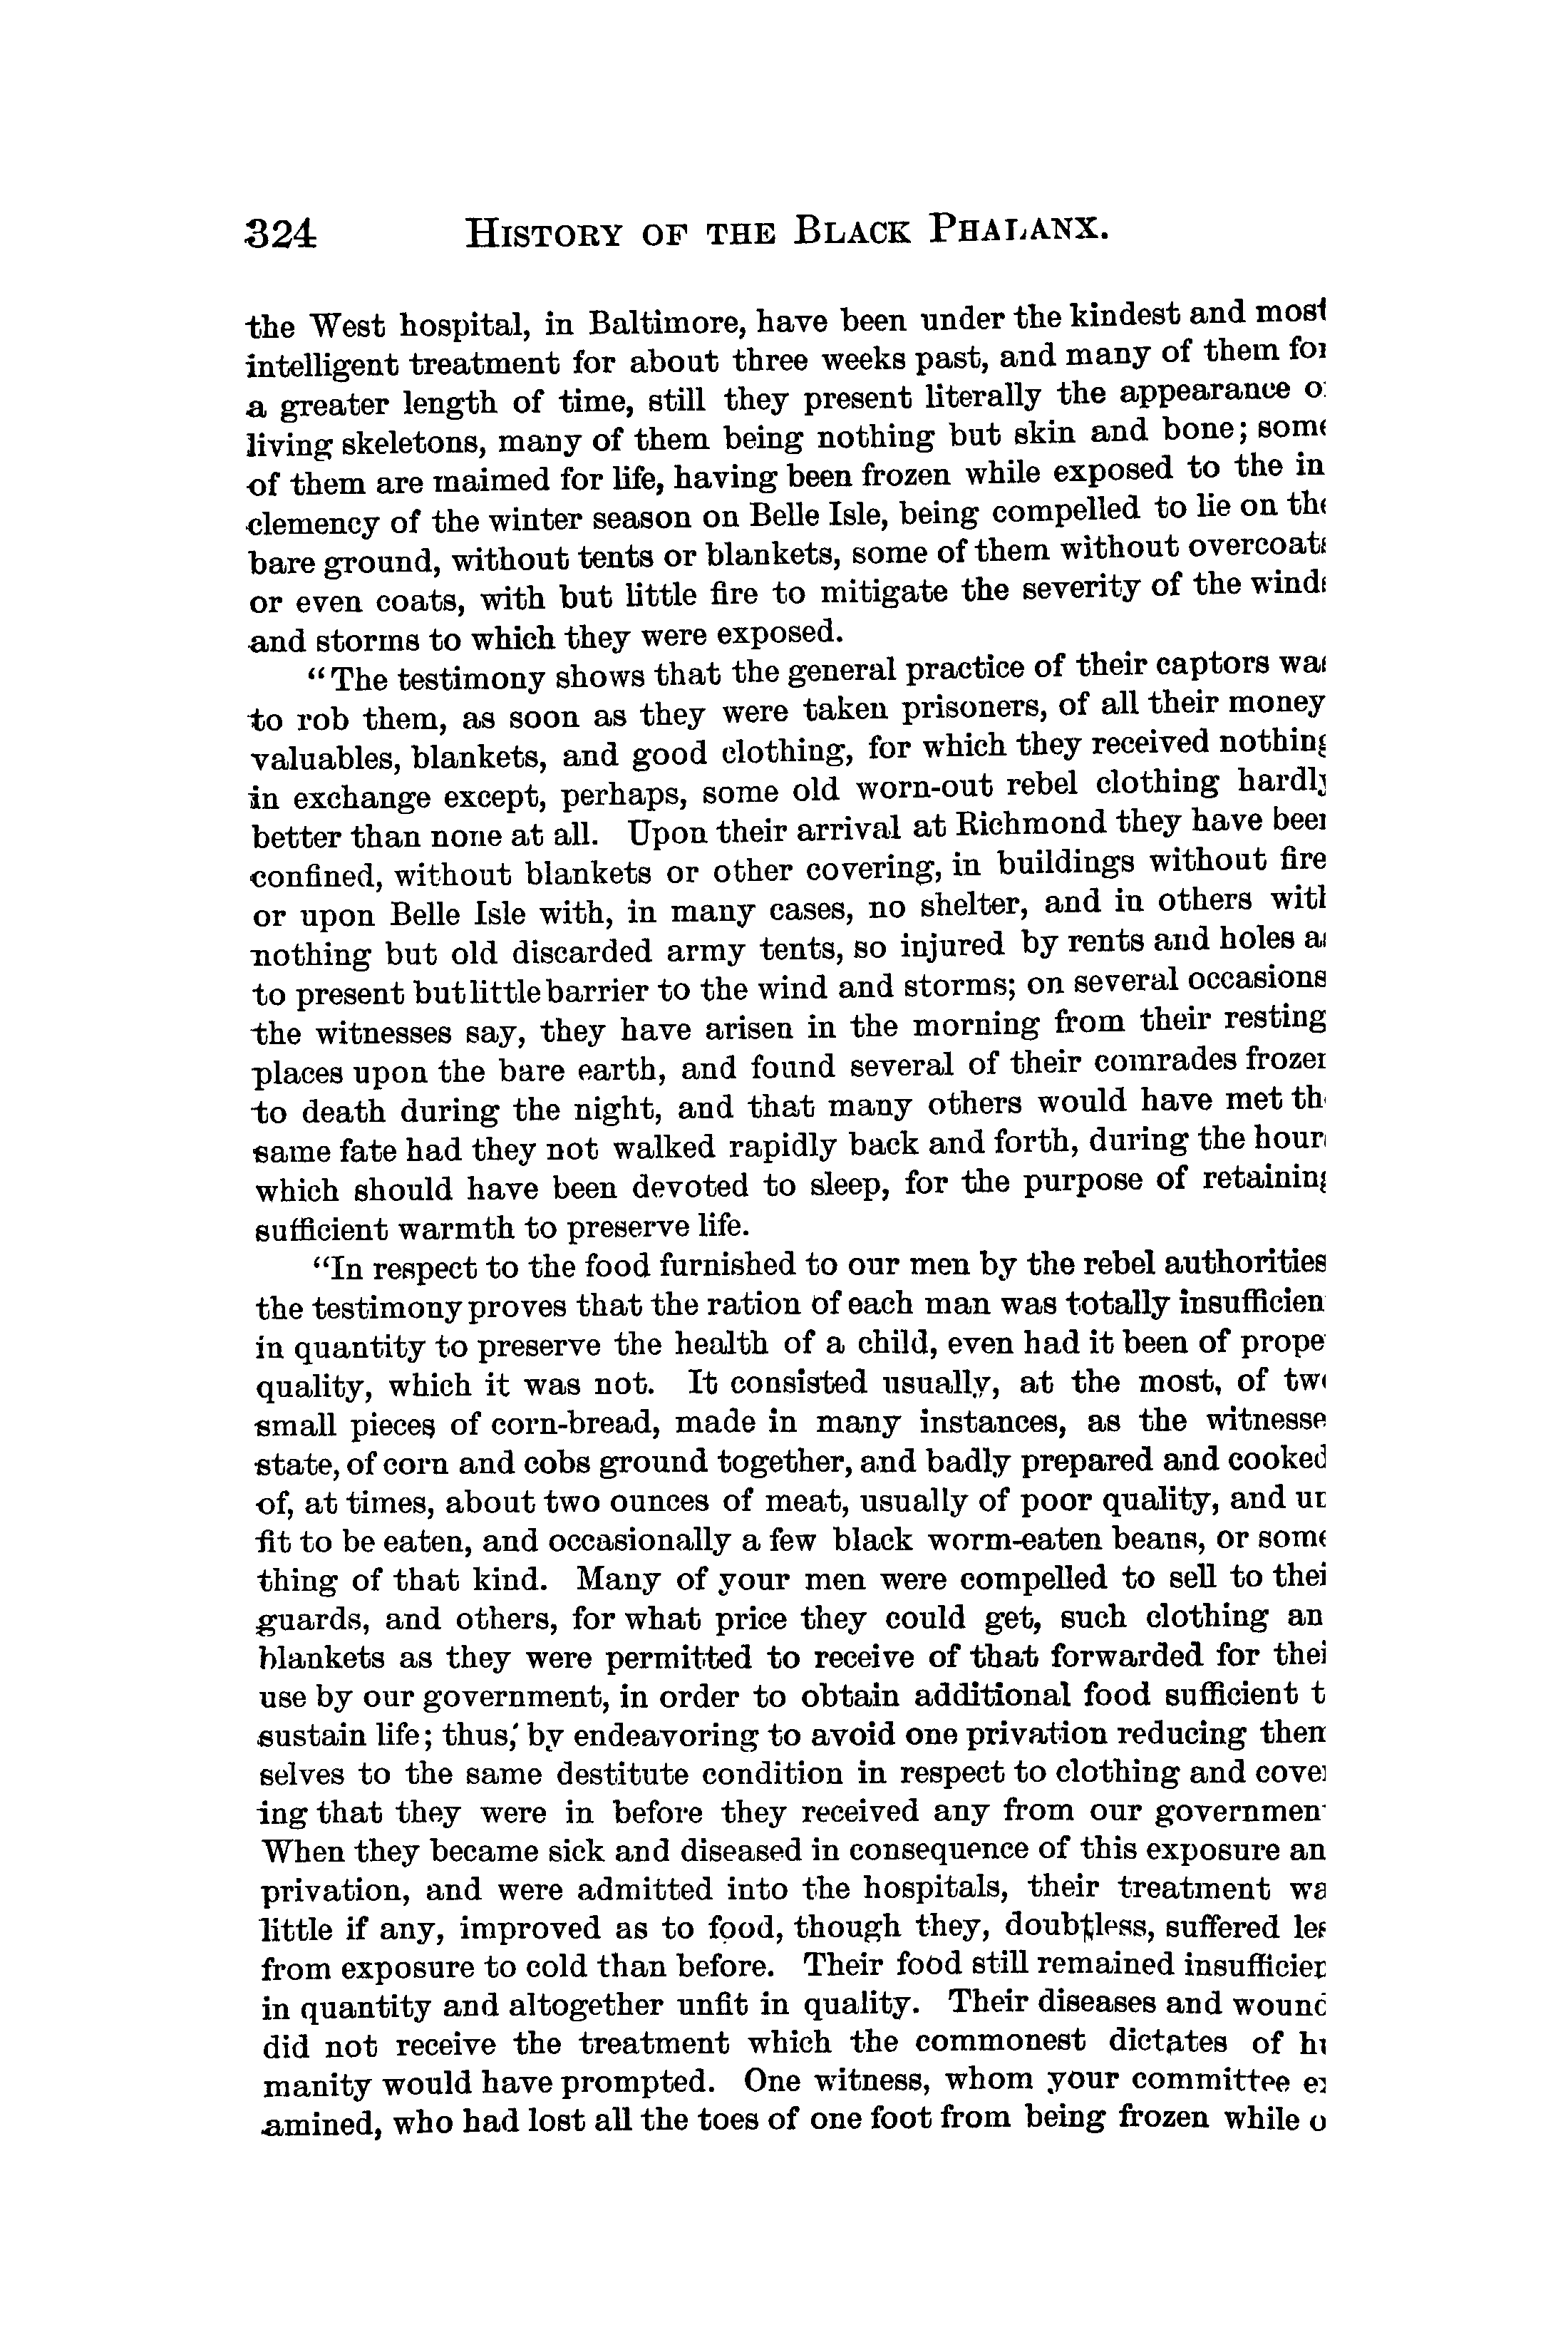 324 HISTORY OF THE BLACK PHALANX.
the West hospital, in Baltimore, have been under the kindest and most
intelligent treatment for about three weeks past, and many of them for
a greater length of time, still they present literally the appearance o
living skeletons, many of them being nothing but skin and bone; some
of them are maimed for life, having been frozen while exposed to the in
clemency of the winter season on Belle Isle, being compelled to lie on the
bare ground, without tents or blankets, some of them without overcoats
or even coats, with but little fire to mitigate the severity of the winds
and storms to which they were exposed.
"The testimony shows that the general practice of their captors was
to rob them, as soon as they were taken prisoners, of all their money
valuables, blankets, and good clothing, for which they received nothing
in exchange except, perhaps, some old worn-out rebel clothing hardly
better than none at all. Upon their arrival at Richmond they have been
confined, without blankets or other covering, in buildings without fire
or upon Belle Isle with, in many cases, no shelter, and in others with
nothing but old discarded army tents, so injured by rents and holes as
to present but little barrier to the wind and storms; on several occasions
the witnesses say, they have arisen in the morning from their resting
places upon the bare earth, and found several of their comrades frozen
to death during the night, and that many others would have met th
same fate had they not walked rapidly back and forth, during the hours
which should have been devoted to sleep, for the purpose of retaining
sufficient warmth to preserve life.
"In respect to the food furnished to our men by the rebel authorities
the testimony proves that the ration of each man was totally insufficien
in quantity to preserve the health of a child, even had it been of prope
quality, which it was not. It consisted usually, at the most, of two
small pieces of corn-bread, made in many instances, as the witnesse
state, of corn and cobs ground together, and badly prepared and cooked
of, at times, about two ounces of meat, usually of poor quality, and un
fit to be eaten, and occasionally a few black worm-eaten beans, or some
thing of that kind. Many of your men were compelled to sell to thei
guards, and others, for what price they could get, such clothing an
blankets as they were permitted to receive of that forwarded for thei
use by our government, in order to obtain additional food sufficient t
sustain life; thus, by endeavoring to avoid one privation reducing them
selves to the same destitute condition in respect to clothing and cover
ing that they were in before they received any from our governmen
When they became sick and diseased in consequence of this exposure an
privation, and were admitted into the hospitals, their treatment wa
little if any, improved as to food, though they, doubtless, suffered les
from exposure to cold than before. Their food still remained insufficien
in quantity and altogether unfit in quality. Their diseases and wound
did not receive the treatment which the commonest dictates of hu
manity would have prompted. One witness, whom your committee ex
amined, who had lost all the toes of one foot from being frozen while o